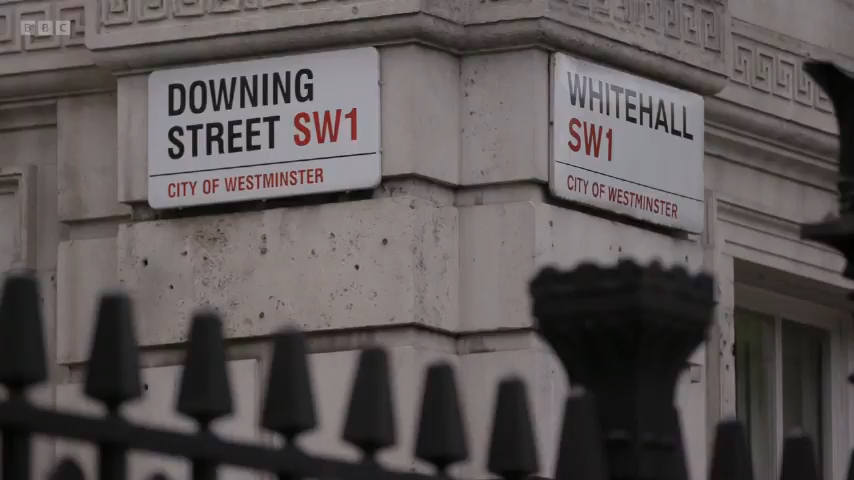 BBC
DOWNING
STREET SW1
CITY OF WESTMINSTER
WHITEHALL
SW1
CITY OF WESTMINSTER